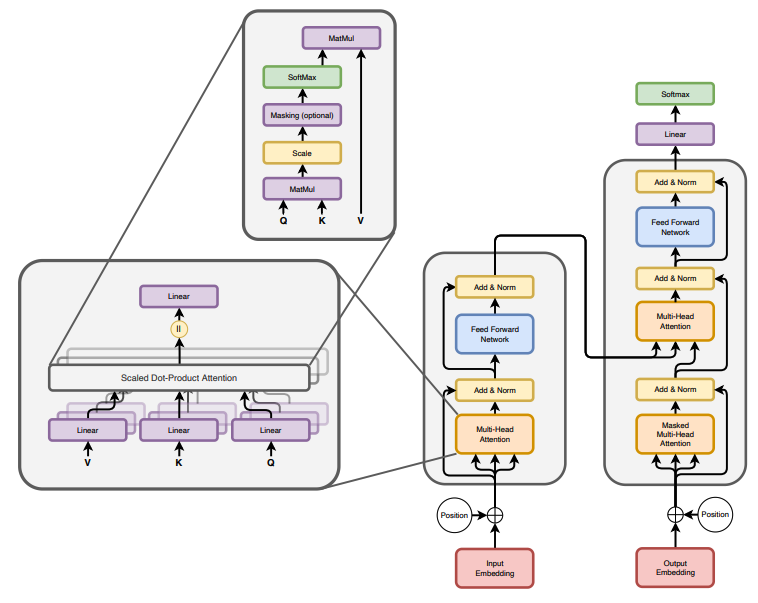 MatMul
SoftMax
Masking (optional)
Scale
MatMul
Q K V
Linear
||
Scaled Dot-Product Attention
Linear Linear Linear
V K Q
Add & Norm
Feed Forward
Network
Add & Norm
Multi-Head
Attention
Position
Input
Embedding
Softmax
Linear
Add & Norm
Feed Forward
Network
Add & Norm
Multi-Head
Attention
Add & Norm
Masked
Multi-Head
Attention
Position
Output
Embedding